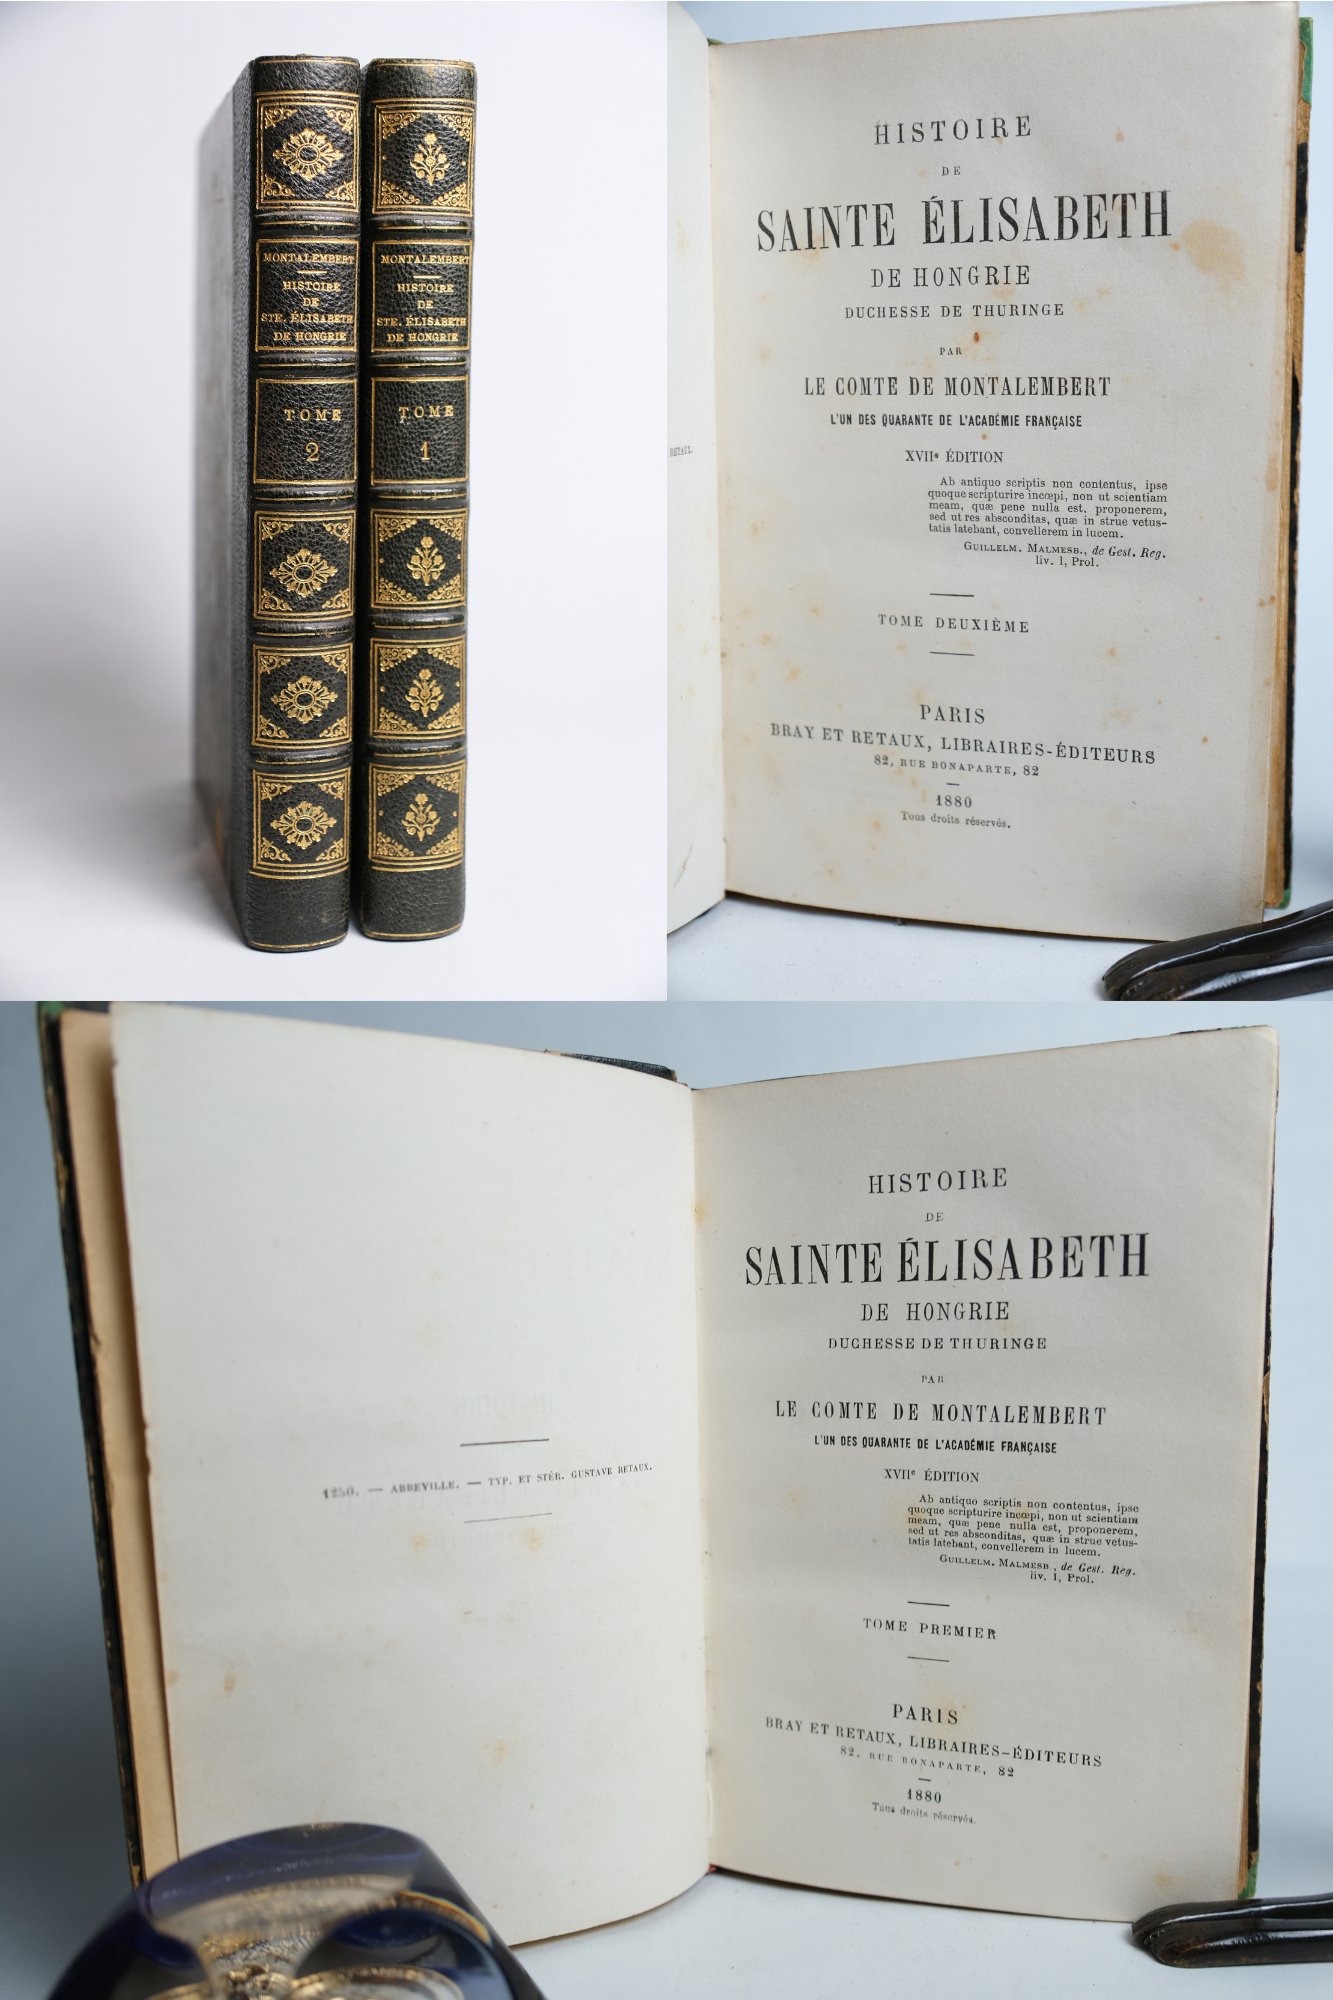 MONTALEMBERT
HISTOIRE
DE
STE. ÉLISABETH
DE HONGRIE
TOME
2
MONTALEMBERT
HISTOIRE
DE
STE. ÉLISABETH
DE HONGRIE
TOME
1
RETAUX.
HISTOIRE
DE
SAINTE ÉLISABETH
DE HONGRIE
DUCHESSE DE THURINGE
PAR
LE COMTE DE MONTALEMBERT
L'UN DES QUARANTE DE L'ACADÉMIE FRANÇAISE
XVIIe ÉDITION
Ab antiquo scriptis non contentus, ipse
quoque scripturire incœpi, non ut scientiam
meam, quæ pene nulla est, proponerem,
sed ut res absconditas, quæ in strue vetus-
tatis latebant, convellerem in lucem.
GUILLELM. MALMESB., de Gest. Reg.
liv. I, Prol.
TOME DEUXIÈME
PARIS
BRAY ET RETAUX, LIBRAIRES-ÉDITEURS
82, RUE BONAPARTE, 82
1880
Tous droits réservés.
1250. — ABBEVILLE. — TYP. ET STÉR. GUSTAVE RETAUX.
HISTOIRE
DE
SAINTE ÉLISABETH
DE HONGRIE
DUCHESSE DE THURINGE
PAR
LE COMTE DE MONTALEMBERT
L'UN DES QUARANTE DE L'ACADÉMIE FRANÇAISE
XVIIe ÉDITION
Ab antiquo scriptis non contentus, ipse
quoque scripturire incœpi, non ut scientiam
meam, quæ pene nulla est, proponerem,
sed ut res absconditas, quæ in strue vetus-
tatis latebant, convellerem in lucem.
GUILLELM. MALMESB., de Gest. Reg.
liv. I, Prol.
TOME PREMIER
PARIS
BRAY ET RETAUX, LIBRAIRES-ÉDITEURS
82, RUE BONAPARTE, 82
1880
Tous droits réservés.